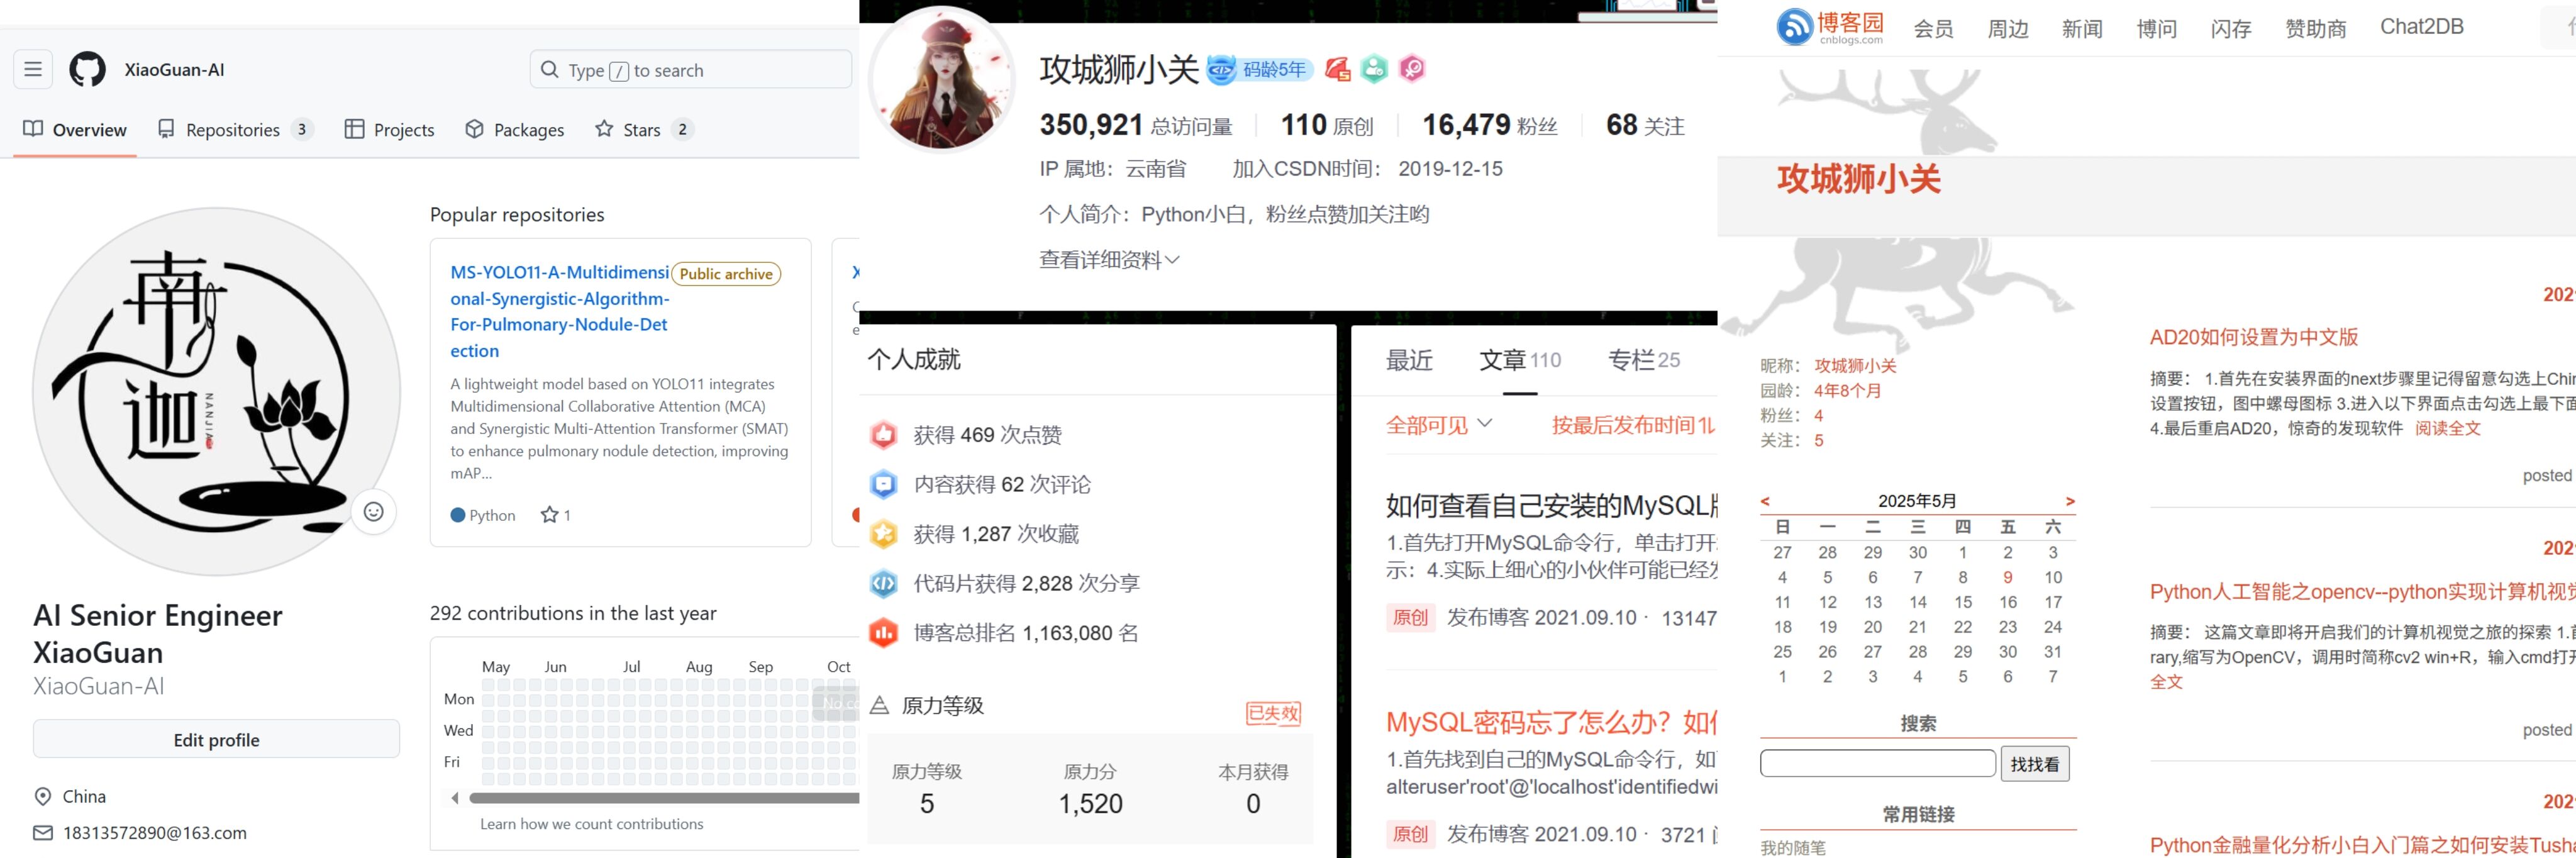 XiaoGuan-AI
Type / to search
Overview
Repositories 3
Projects
Packages
Stars 2
南
迦
NANJIA
Popular repositories
MS-YOLO11-A-Multidimensi
onal-Synergistic-Algorithm-
For-Pulmonary-Nodule-Det
ection
Public archive
A lightweight model based on YOLO11 integrates
Multidimensional Collaborative Attention (MCA)
and Synergistic Multi-Attention Transformer (SMAT)
to enhance pulmonary nodule detection, improving
mAP...
Python 1
292 contributions in the last year
May Jun Jul Aug Sep Oct
Mon
Wed
Fri
Learn how we count contributions
AI Senior Engineer
XiaoGuan
XiaoGuan-AI
Edit profile
China
18313572890@163.com
攻城狮小关 码龄5年
350,921 总访问量 110 原创 16,479 粉丝 68 关注
IP 属地：云南省 加入CSDN时间： 2019-12-15
个人简介：Python小白，粉丝点赞加关注哟
查看详细资料
个人成就
获得 469 次点赞
内容获得 62 次评论
获得 1,287 次收藏
代码片获得 2,828 次分享
博客总排名 1,163,080 名
原力等级 已失效
原力等级 原力分 本月获得
5 1,520 0
最近 文章 110 专栏 25
全部可见 按最后发布时间
如何查看自己安装的MySQL
1.首先打开MySQL命令行，单击打开
示：4.实际上细心的小伙伴可能已经
原创 发布博客 2021.09.10 · 13147
MySQL密码忘了怎么办？如
1.首先找到自己的MySQL命令行，如
alteruser'root'@'localhost'identifiedwi
原创 发布博客 2021.09.10 · 3721
博客园
cnblogs.com
会员 周边 新闻 博问 闪存 赞助商 Chat2DB
攻城狮小关
昵称： 攻城狮小关
园龄： 4年8个月
粉丝： 4
关注： 5
< 2025年5月 >
日 一 二 三 四 五 六
27 28 29 30 1 2 3
4 5 6 7 8 9 10
11 12 13 14 15 16 17
18 19 20 21 22 23 24
25 26 27 28 29 30 31
1 2 3 4 5 6 7
搜索
找找看
常用链接
我的随笔
202
AD20如何设置为中文版
摘要： 1.首先在安装界面的next步骤里记得留意勾选上Chin
设置按钮，图中螺母图标 3.进入以下界面点击勾选上最下面
4.最后重启AD20，惊奇的发现软件 阅读全文
posted
202
Python人工智能之opencv--python实现计算机视觉
摘要： 这篇文章即将开启我们的计算机视觉之旅的探索 1.首
rary,缩写为OpenCV，调用时简称cv2 win+R，输入cmd打开
全文
posted
202
Python金融量化分析小白入门篇之如何安装Tusha